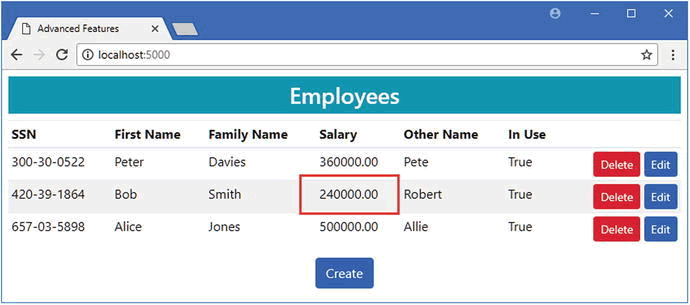 Advanced Features
localhost:5000
Employees
SSN First Name Family Name Salary Other Name In Use
300-30-0522 Peter Davies 360000.00 Pete True Delete Edit
420-39-1864 Bob Smith 240000.00 Robert True Delete Edit
657-03-5898 Alice Jones 500000.00 Allie True Delete Edit
Create